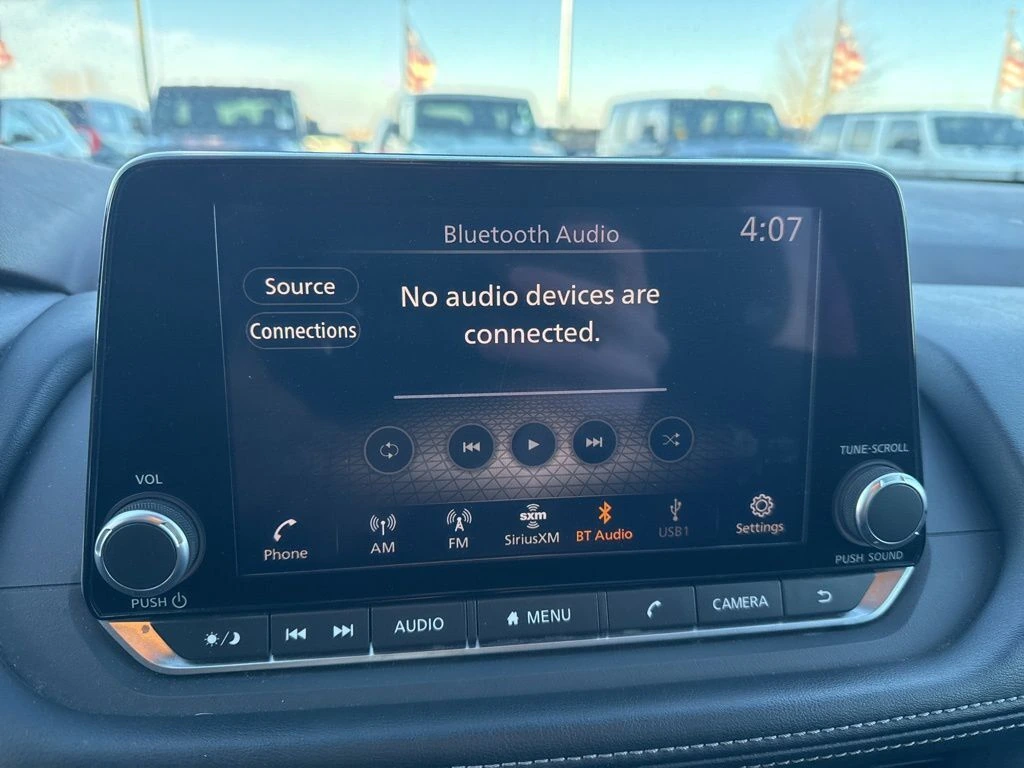 Bluetooth Audio
4:07
Source
Connections
No audio devices are
connected.
VOL
TUNE·SCROLL
Phone
AM
FM
sxm
SiriusXM
BT Audio
USB1
Settings
PUSH
PUSH SOUND
AUDIO
MENU
CAMERA